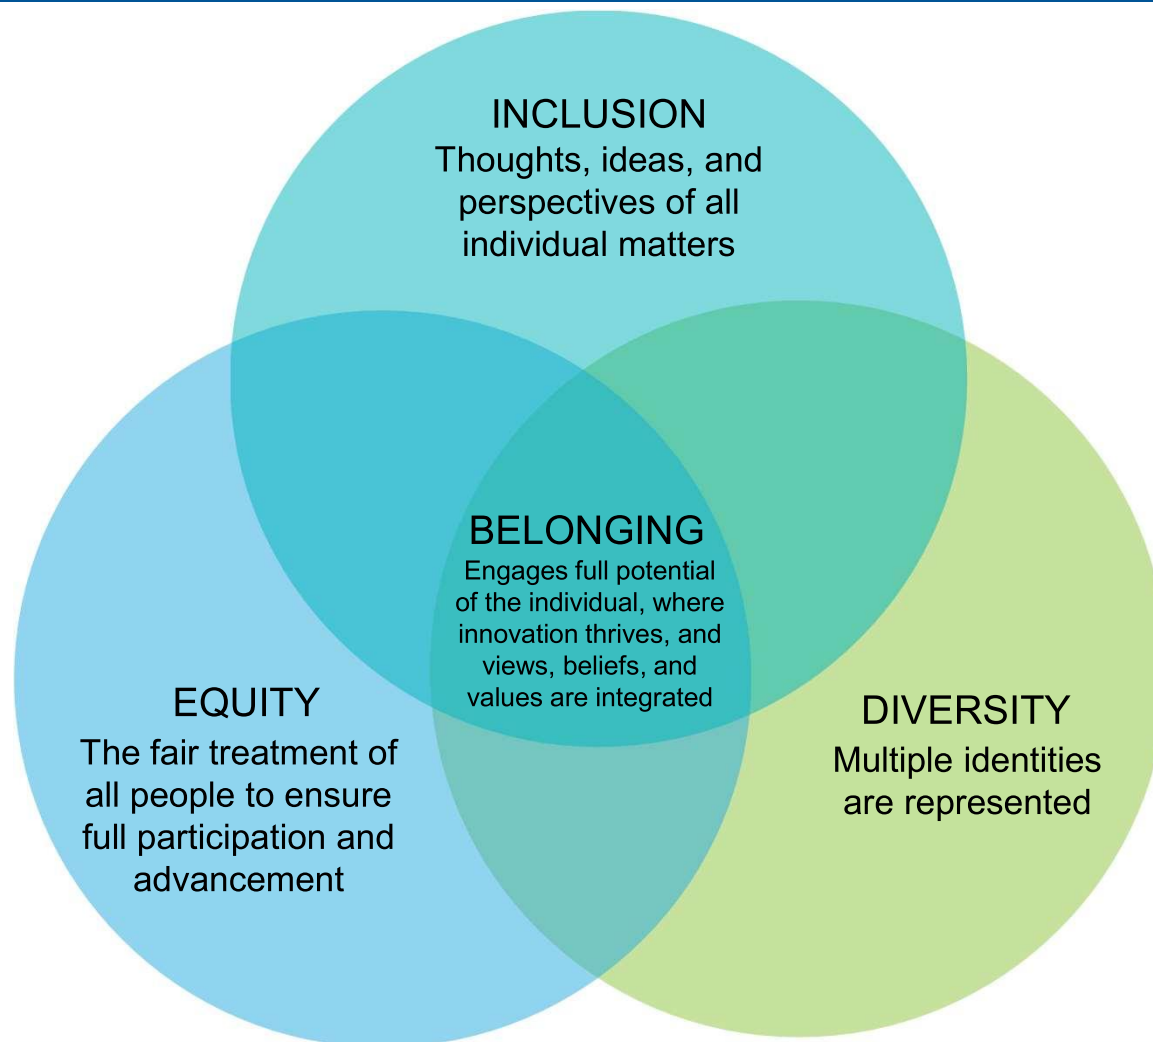 INCLUSION
Thoughts, ideas, and
perspectives of all
individual matters
BELONGING
Engages full potential
of the individual, where
innovation thrives, and
views, beliefs, and
values are integrated
EQUITY
The fair treatment of
all people to ensure
full participation and
advancement
DIVERSITY
Multiple identities
are represented